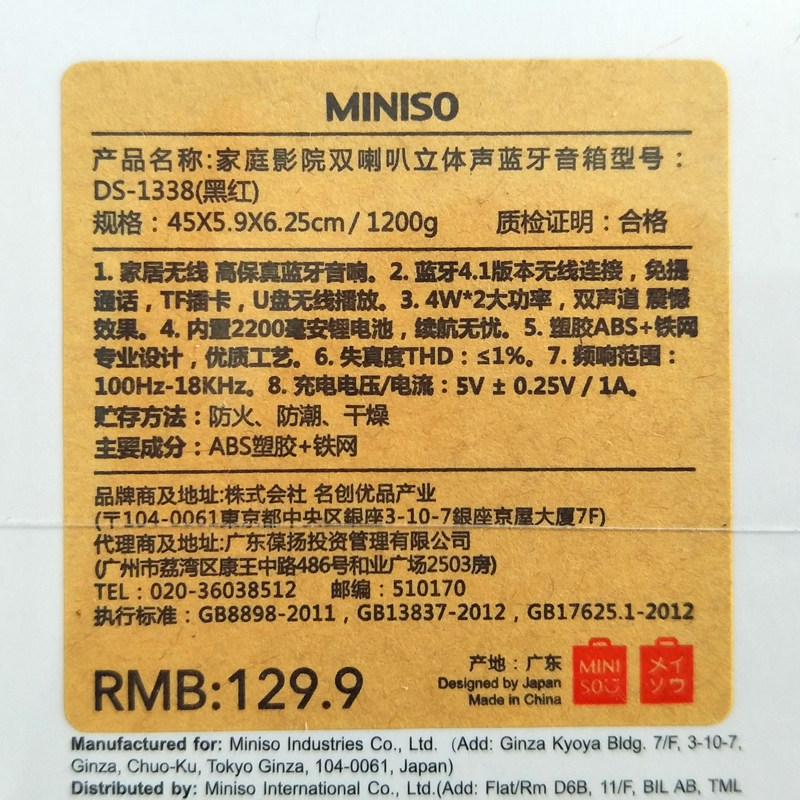 MINISO
产品名称:家庭影院双喇叭立体声蓝牙音箱型号：
DS-1338(黑红)
规格：45X5.9X6.25cm / 1200g 质检证明：合格
1. 家居无线 高保真蓝牙音响。2. 蓝牙4.1版本无线连接，免提
通话，TF插卡，U盘无线播放。3. 4W*2大功率，双声道 震憾
效果。4. 内置2200毫安锂电池，续航无忧。5. 塑胶ABS+铁网
专业设计，优质工艺。6. 失真度THD：≤1%。7. 频响范围：
100Hz-18KHz。8. 充电电压/电流：5V ± 0.25V / 1A。
贮存方法：防火、防潮、干燥
主要成分：ABS塑胶+铁网
品牌商及地址:株式会社 名创优品产业
(〒104-0061東京都中央区銀座3-10-7銀座京屋大厦7F)
代理商及地址:广东葆扬投资管理有限公司
(广州市荔湾区康王中路486号和业广场2503房)
TEL：020-36038512 邮编：510170
执行标准：GB8898-2011，GB13837-2012，GB17625.1-2012
RMB:129.9
产地：广东
Designed by Japan
Made in China
MINI
SO
メイ
ソウ
Manufactured for: Miniso Industries Co., Ltd. (Add: Ginza Kyoya Bldg. 7/F, 3-10-7,
Ginza, Chuo-Ku, Tokyo Ginza, 104-0061, Japan)
Distributed by: Miniso International Co., Ltd.(Add: Flat/Rm D6B, 11/F, BIL AB, TML